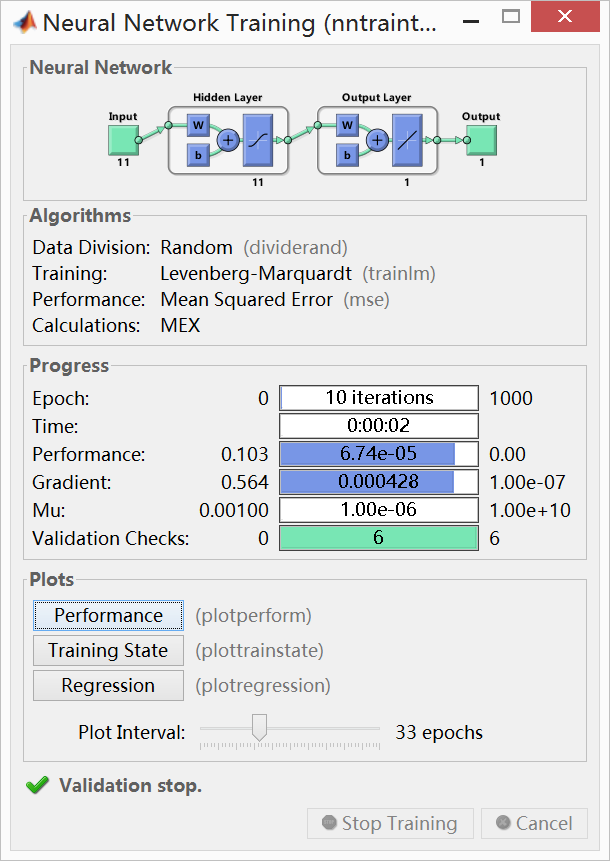 Neural Network Training (nntraint...
Neural Network
Hidden Layer Output Layer
Input Output
W W
b b
11 1
11 1
Algorithms
Data Division: Random (dividerand)
Training: Levenberg-Marquardt (trainlm)
Performance: Mean Squared Error (mse)
Calculations: MEX
Progress
Epoch: 0 10 iterations 1000
Time: 0:00:02
Performance: 0.103 6.74e-05 0.00
Gradient: 0.564 0.000428 1.00e-07
Mu: 0.00100 1.00e-06 1.00e+10
Validation Checks: 0 6 6
Plots
Performance (plotperform)
Training State (plottrainstate)
Regression (plotregression)
Plot Interval: 33 epochs
Validation stop.
Stop Training Cancel